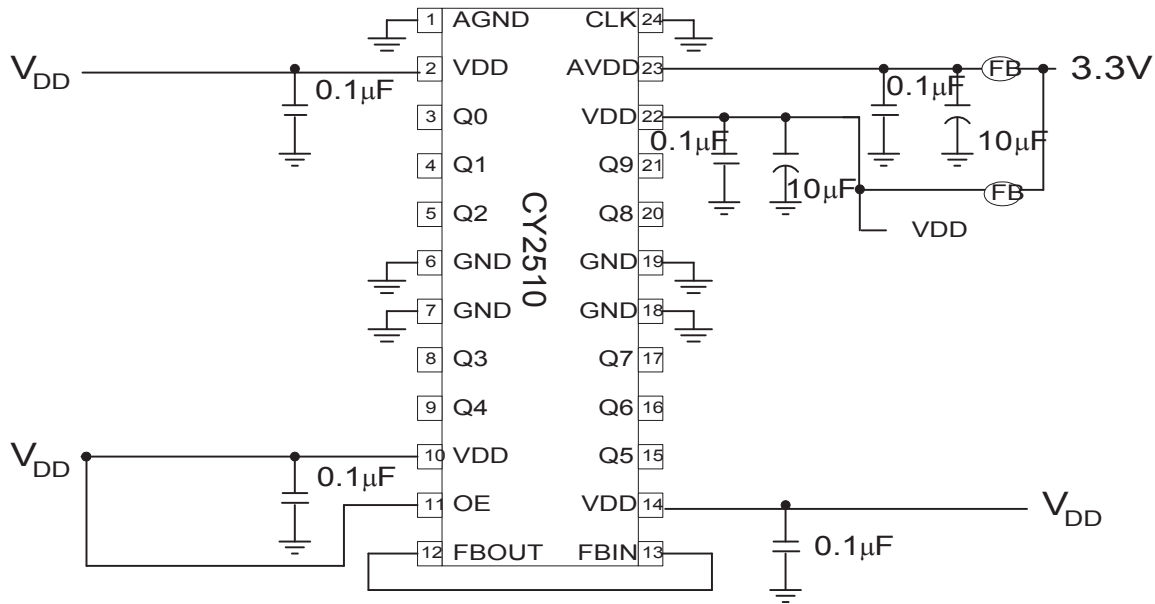 1 AGND CLK 24
V_DD 2 VDD AVDD 23 FB 3.3V
0.1μF 0.1μF
3 Q0 VDD 22 10μF
0.1μF
4 Q1 Q9 21
10μF FB
5 Q2 Q8 20
VDD
CY2510
6 GND GND 19
7 GND GND 18
8 Q3 Q7 17
9 Q4 Q6 16
V_DD 10 VDD Q5 15
0.1μF
11 OE VDD 14 V_DD
0.1μF
12 FBOUT FBIN 13